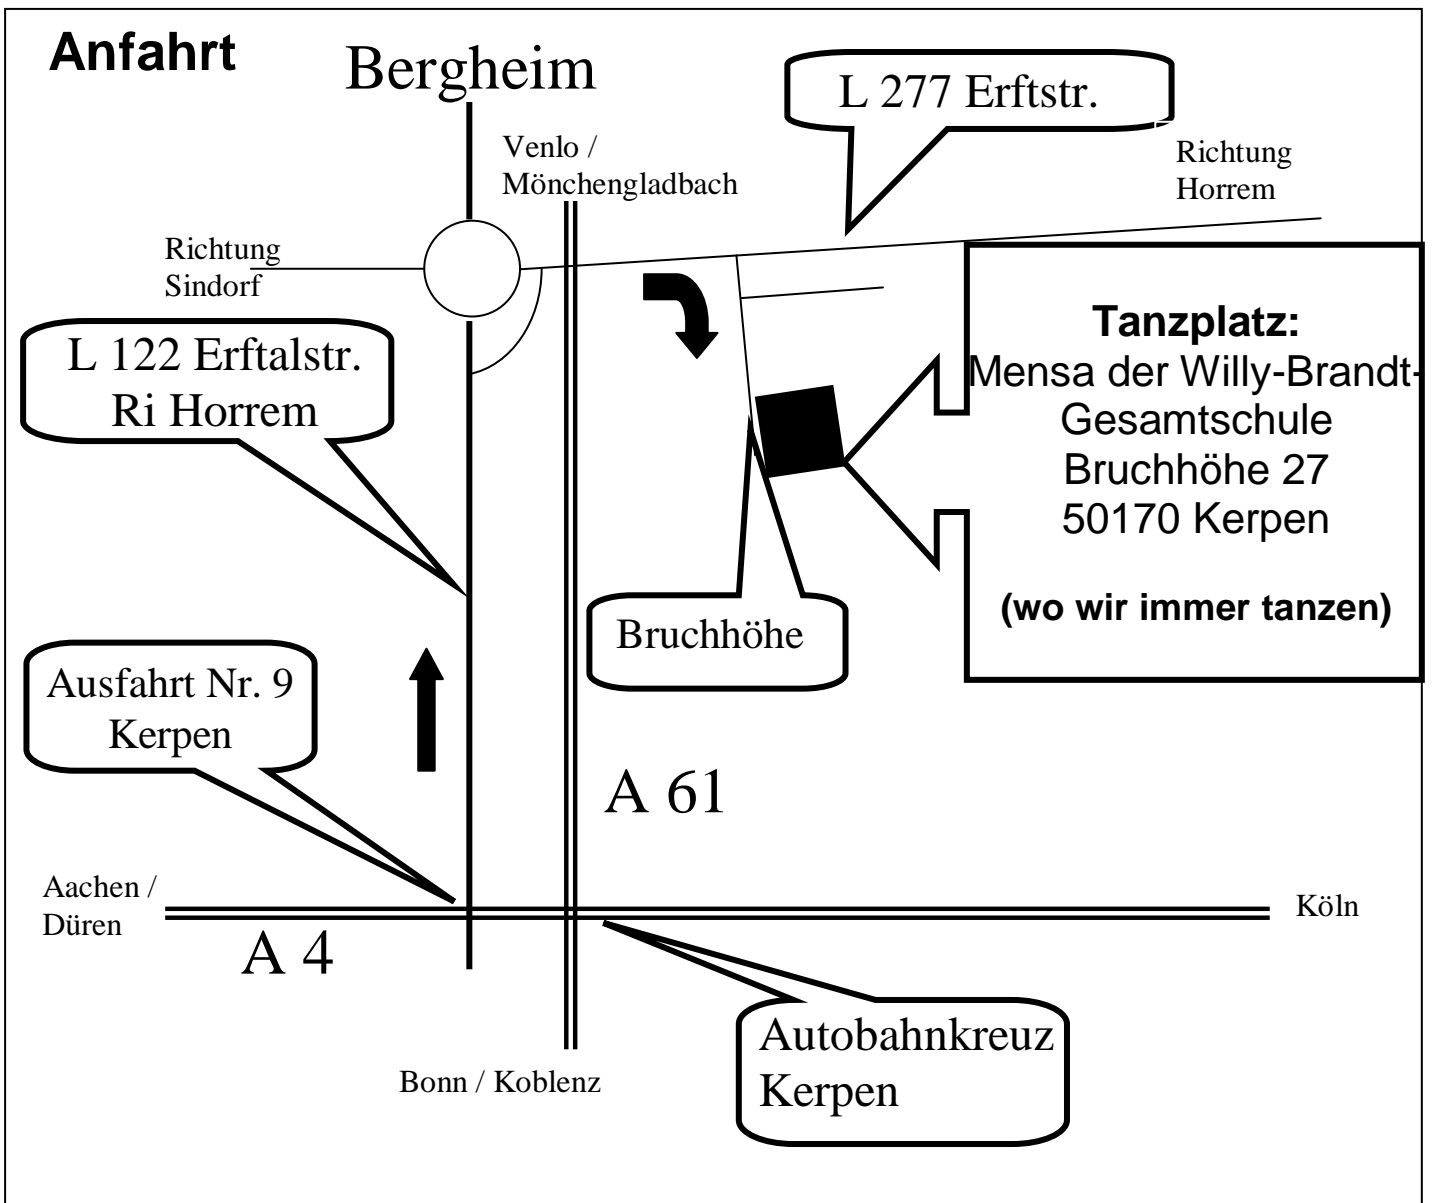 Anfahrt
Bergheim
L 277 Erftstr.
Venlo /
Mönchengladbach
Richtung
Horrem
Richtung
Sindorf
L 122 Erftalstr.
Ri Horrem
Tanzplatz:
Mensa der Willy-Brandt-
Gesamtschule
Bruchhöhe 27
50170 Kerpen
(wo wir immer tanzen)
Bruchhöhe
Ausfahrt Nr. 9
Kerpen
A 61
Aachen /
Düren
Köln
A 4
Autobahnkreuz
Kerpen
Bonn / Koblenz